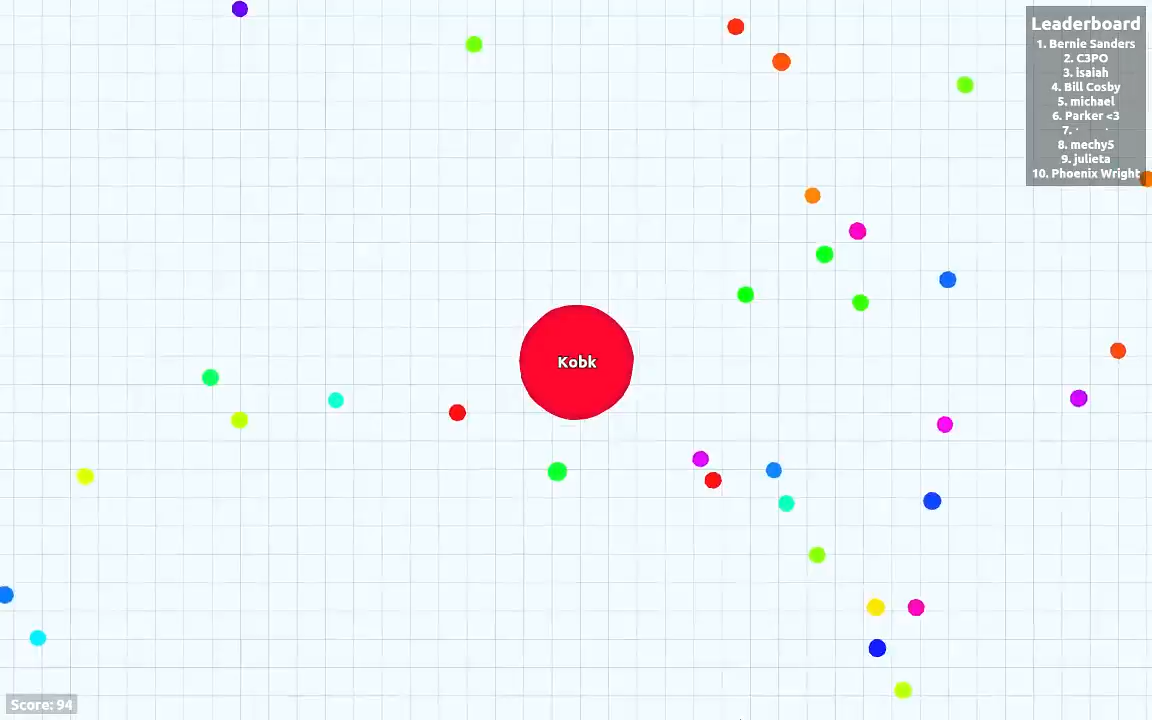 Leaderboard
1. Bernie Sanders
2. C3PO
3. isaiah
4. Bill Cosby
5. michael
6. Parker <3
7. · ·
8. mechy5
9. julieta
10. Phoenix Wright
Kobk
Score: 94